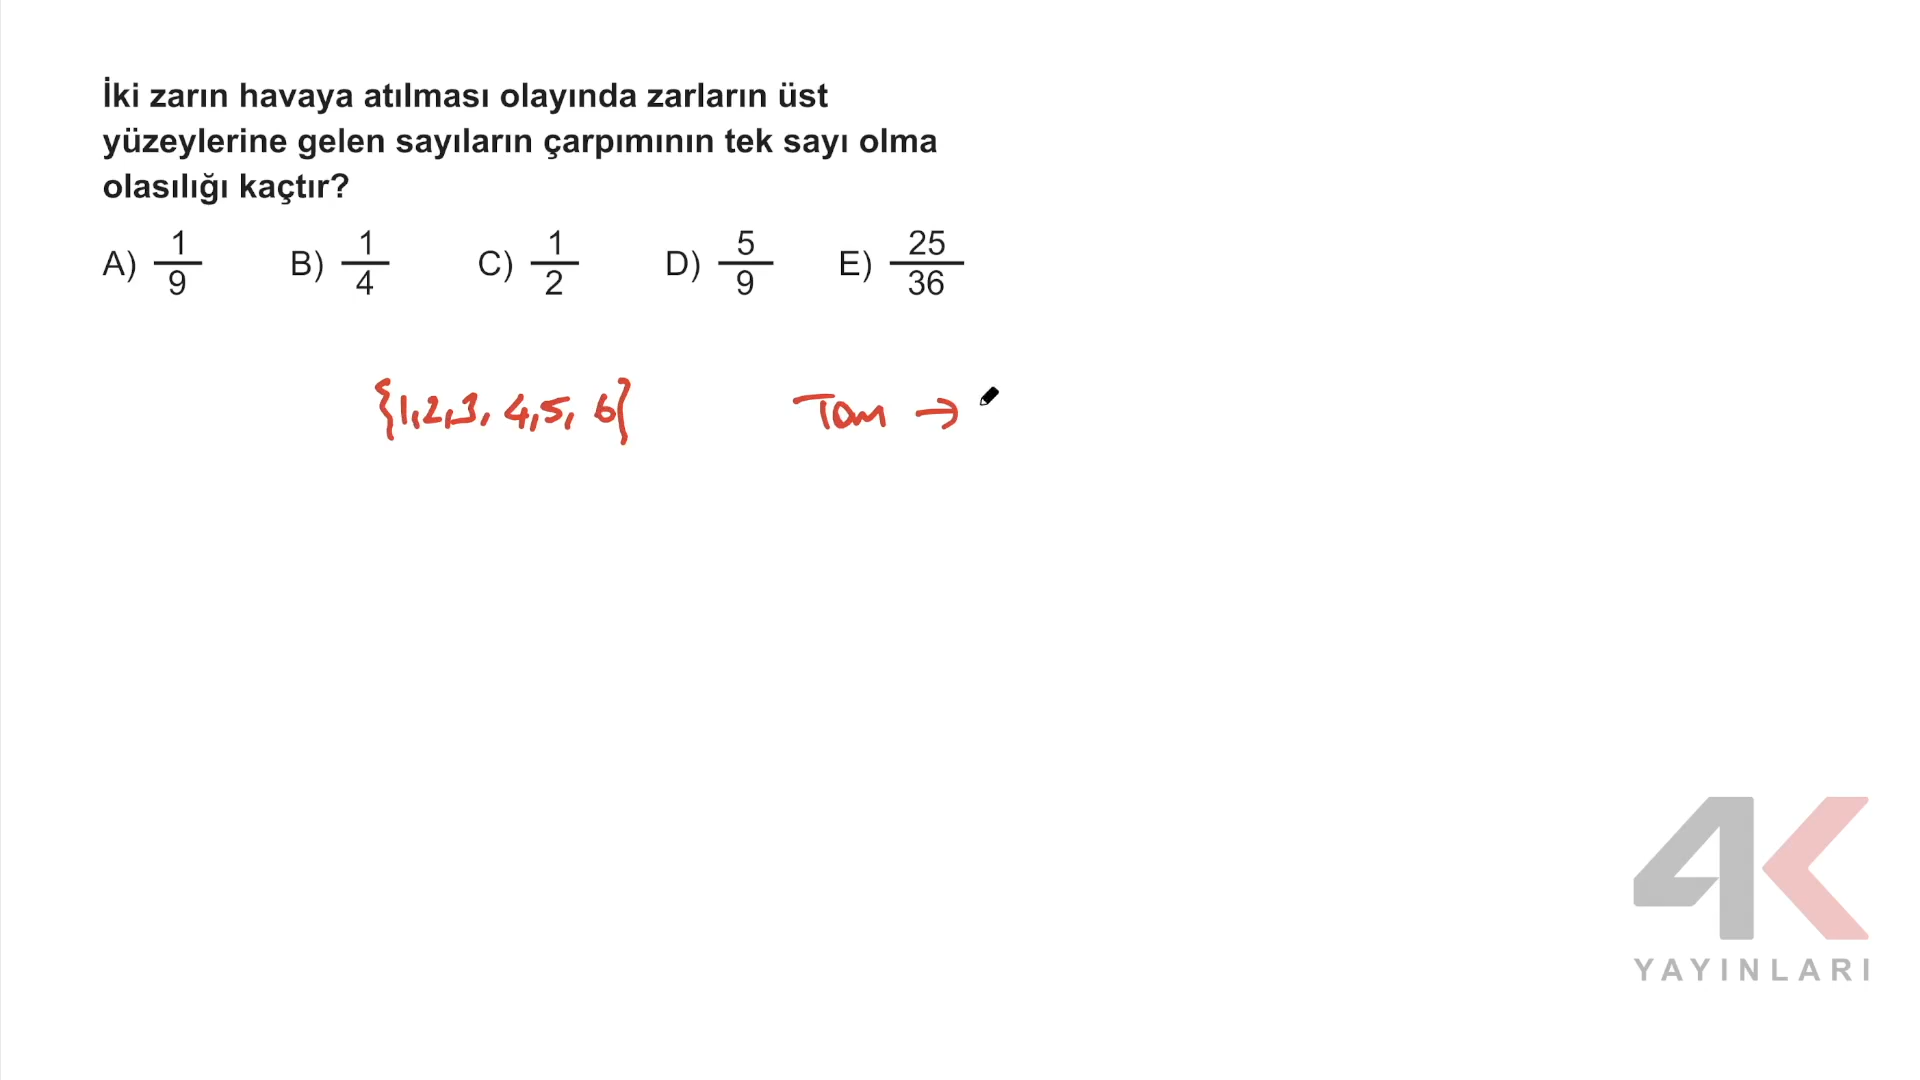 İki zarın havaya atılması olayında zarların üst
yüzeylerine gelen sayıların çarpımının tek sayı olma
olasılığı kaçtır?
A) 1/9 B) 1/4 C) 1/2 D) 5/9 E) 25/36
{1,2,3, 4,5, 6} Tüm →
4K
YAYINLARI